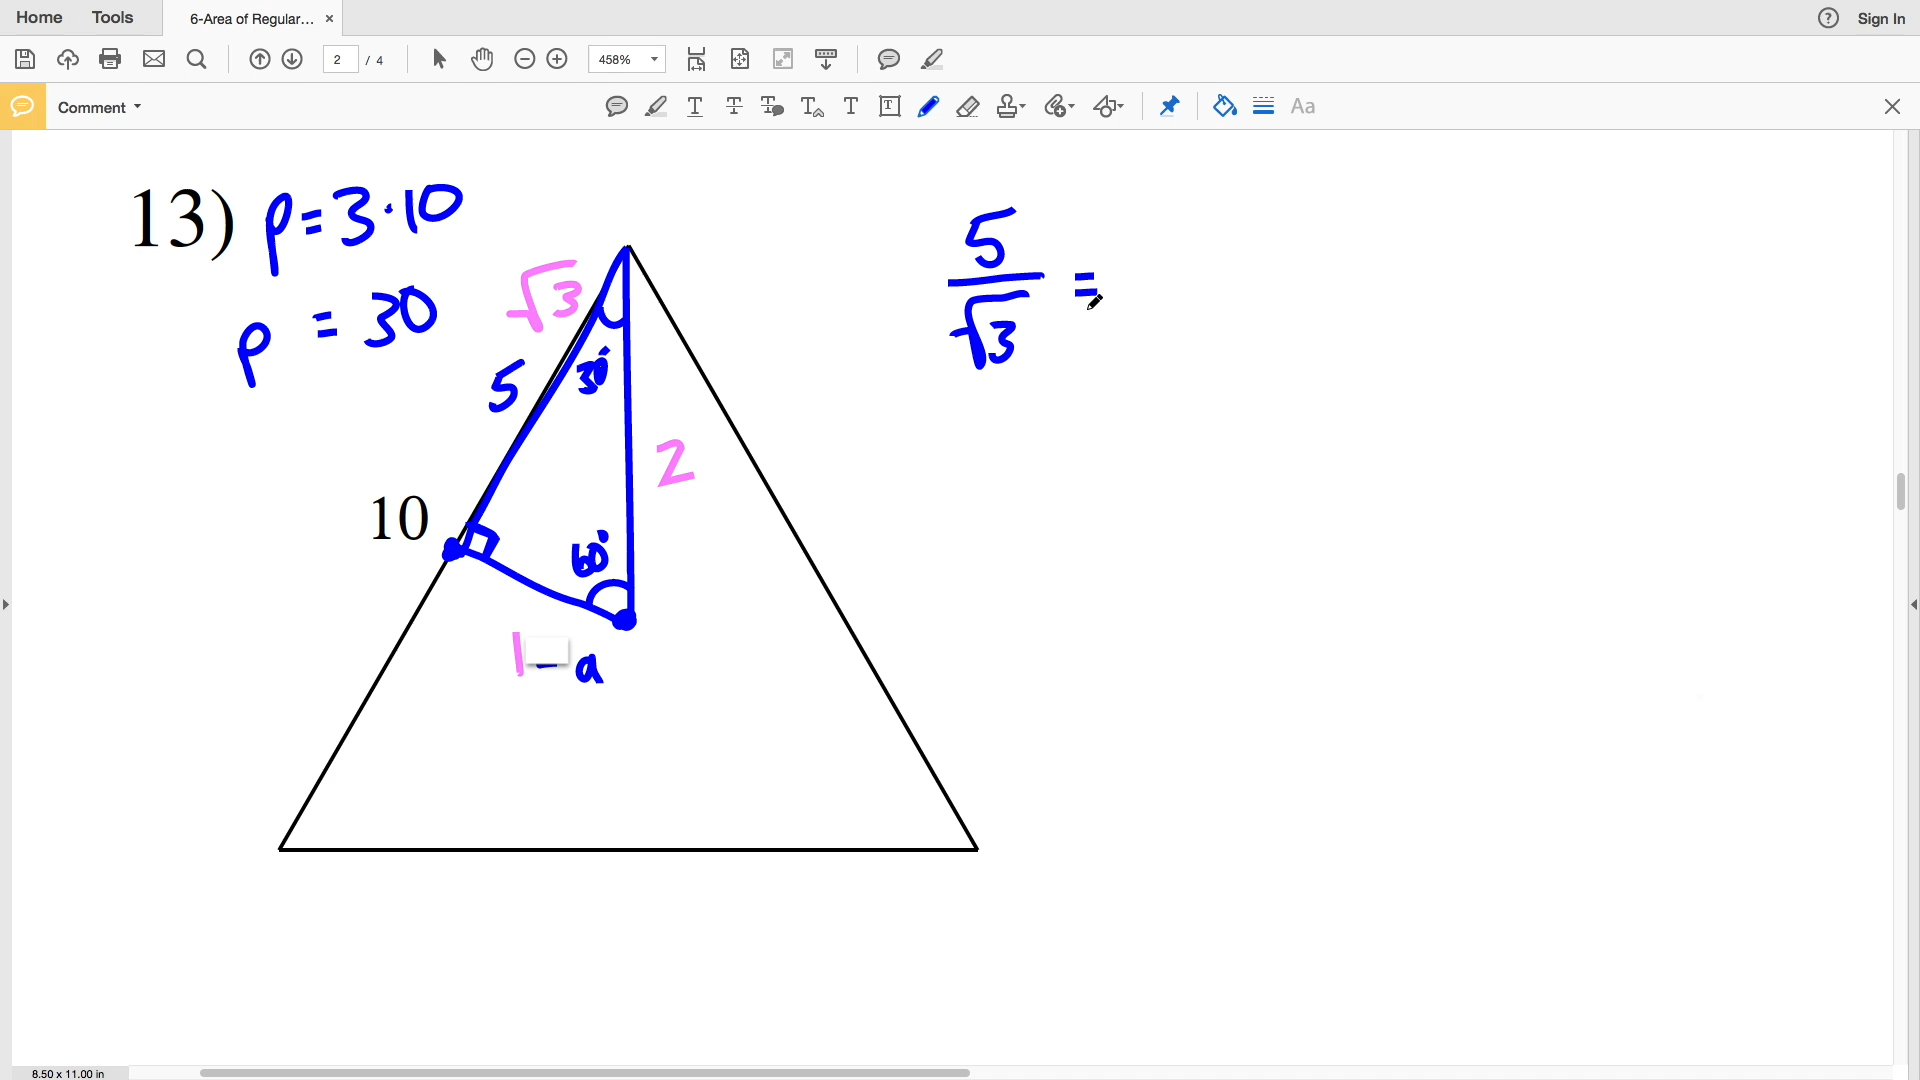 Home Tools 6-Area of Regular... × ? Sign In
2 / 4 458%
Comment T T T T T T Aa
13) p=3·10
p = 30
√3
5
30°
2
10
60°
1 = a
5
√3
=
8.50 x 11.00 in